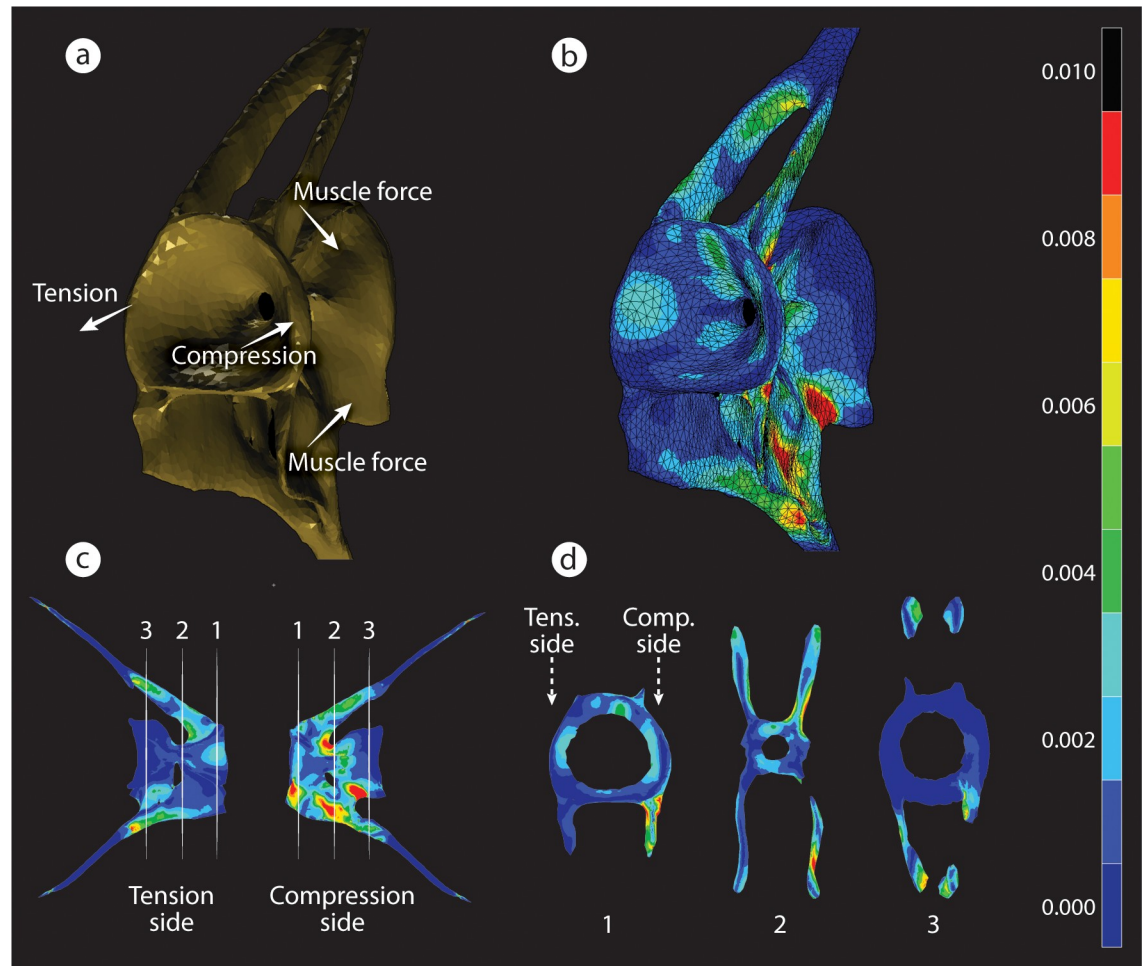 a
Muscle force
Tension
Compression
Muscle force
b
0.010
0.008
0.006
0.004
0.002
0.000
c
3 2 1
1 2 3
Tension
side
Compression
side
d
Tens.
side
Comp.
side
1
2
3